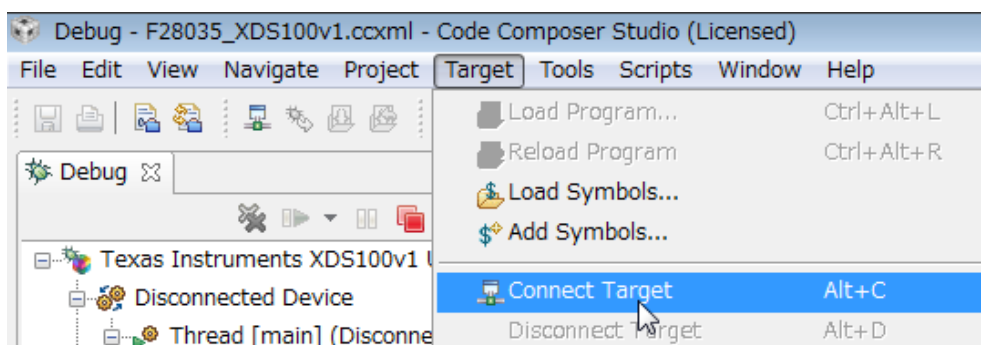 Debug - F28035_XDS100v1.ccxml - Code Composer Studio (Licensed)
File Edit View Navigate Project Target Tools Scripts Window Help
Load Program... Ctrl+Alt+L
Reload Program Ctrl+Alt+R
Debug
Load Symbols...
Add Symbols...
Texas Instruments XDS100v1
Connect Target Alt+C
Disconnected Device
Thread [main] (Disconne
Disconnect Target Alt+D